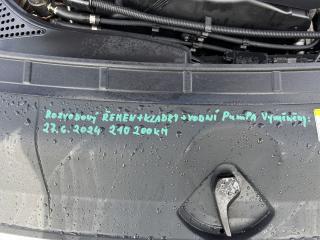 ROZVODOVÝ ŘEMEN+KLADKY+VODNÍ PUMPA VYMĚNĚNY:
27.6.2024 210 200KM